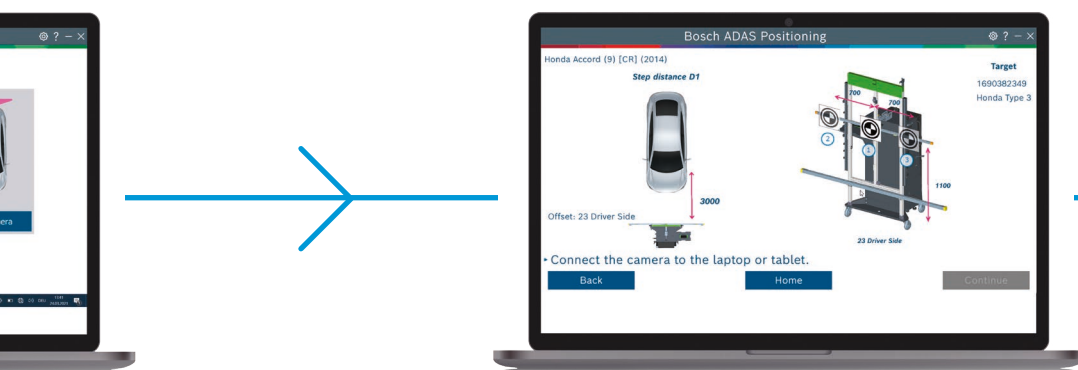 ? – ×
era
Bosch ADAS Positioning
? – ×
Honda Accord (9) [CR] (2014)
Step distance D1
Target
1690382349
Honda Type 3
700
700
2
1
3
1100
3000
Offset: 23 Driver Side
23 Driver Side
Connect the camera to the laptop or tablet.
Back
Home
Continue